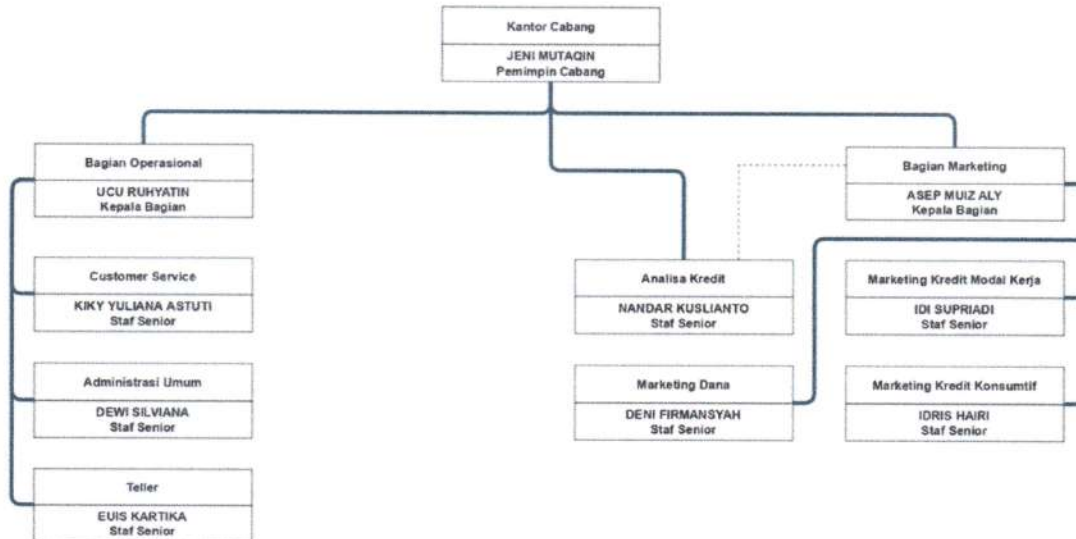 Kantor Cabang
JENI MUTAQIN
Pemimpin Cabang
Bagian Operasional
UCU RUHYATIN
Kepala Bagian
Customer Service
KIKY YULIANA ASTUTI
Staf Senior
Administrasi Umum
DEWI SILVIANA
Staf Senior
Teller
EUIS KARTIKA
Staf Senior
Analisa Kredit
NANDAR KUSLIANTO
Staf Senior
Marketing Dana
DENI FIRMANSYAH
Staf Senior
Bagian Marketing
ASEP MUIZ ALY
Kepala Bagian
Marketing Kredit Modal Kerja
IDI SUPRIADI
Staf Senior
Marketing Kredit Konsumtif
IDRIS HAIRI
Staf Senior